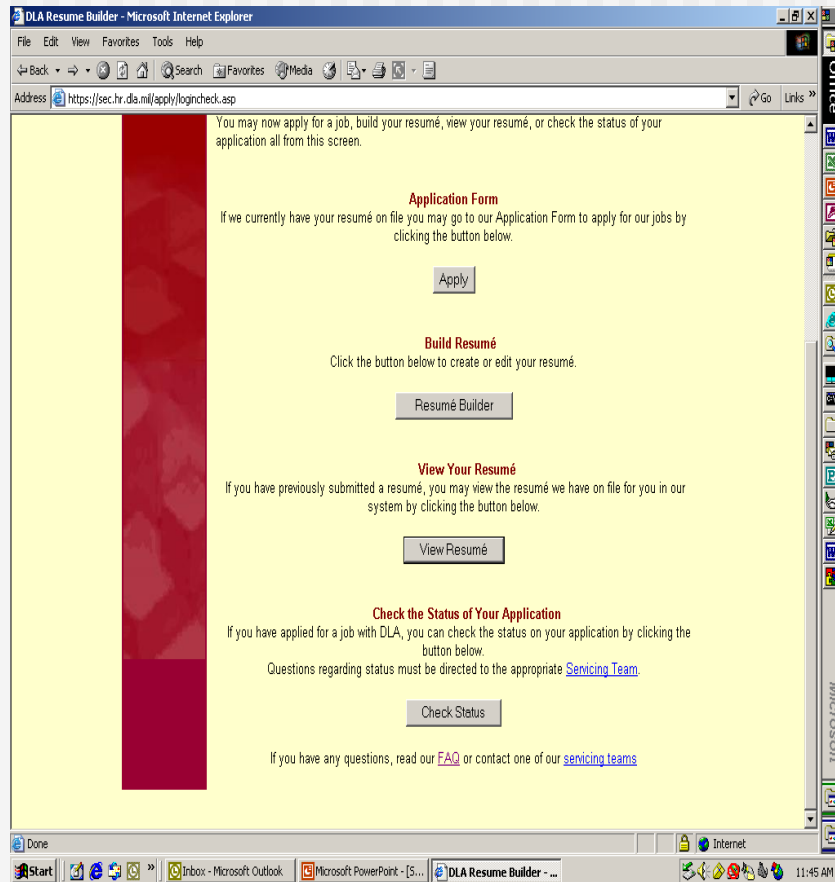 DLA Resume Builder - Microsoft Internet Explorer
File Edit View Favorites Tools Help
Back Search Favorites Media
Address https://sec.hr.dla.mil/apply/logincheck.asp Go Links »
Office
You may now apply for a job, build your resumé, view your resumé, or check the status of your
application all from this screen.
Application Form
If we currently have your resumé on file you may go to our Application Form to apply for our jobs by
clicking the button below.
Apply
Build Resumé
Click the button below to create or edit your resumé.
Resumé Builder
View Your Resumé
If you have previously submitted a resumé, you may view the resumé we have on file for you in our
system by clicking the button below.
View Resumé
Check the Status of Your Application
If you have applied for a job with DLA, you can check the status on your application by clicking the
button below.
Questions regarding status must be directed to the appropriate Servicing Team.
Check Status
If you have any questions, read our FAQ or contact one of our servicing teams
Microsoft
Done Internet
Start » Inbox - Microsoft Outlook Microsoft PowerPoint - [S... DLA Resume Builder - ... 11:45 AM